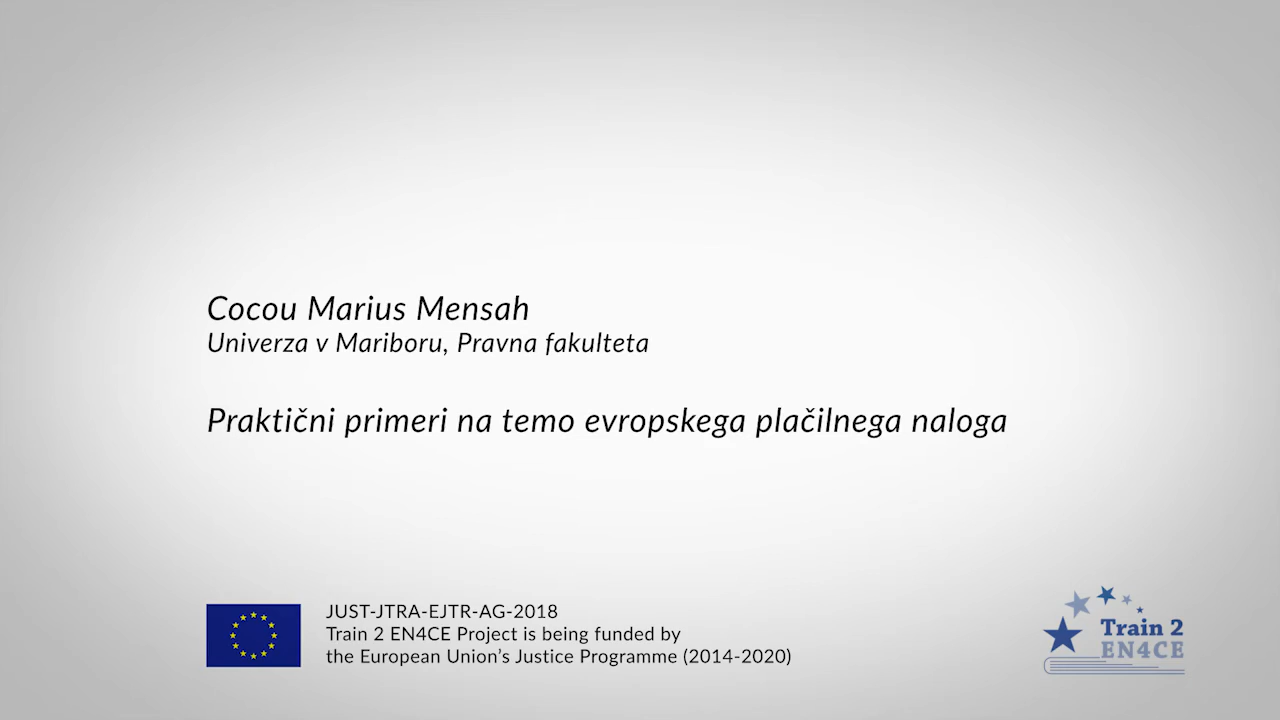 Cocou Marius Mensah
Univerza v Mariboru, Pravna fakulteta
Praktični primeri na temo evropskega plačilnega naloga
JUST-JTRA-EJTR-AG-2018
Train 2 EN4CE Project is being funded by
the European Union’s Justice Programme (2014-2020)
Train 2
EN4CE